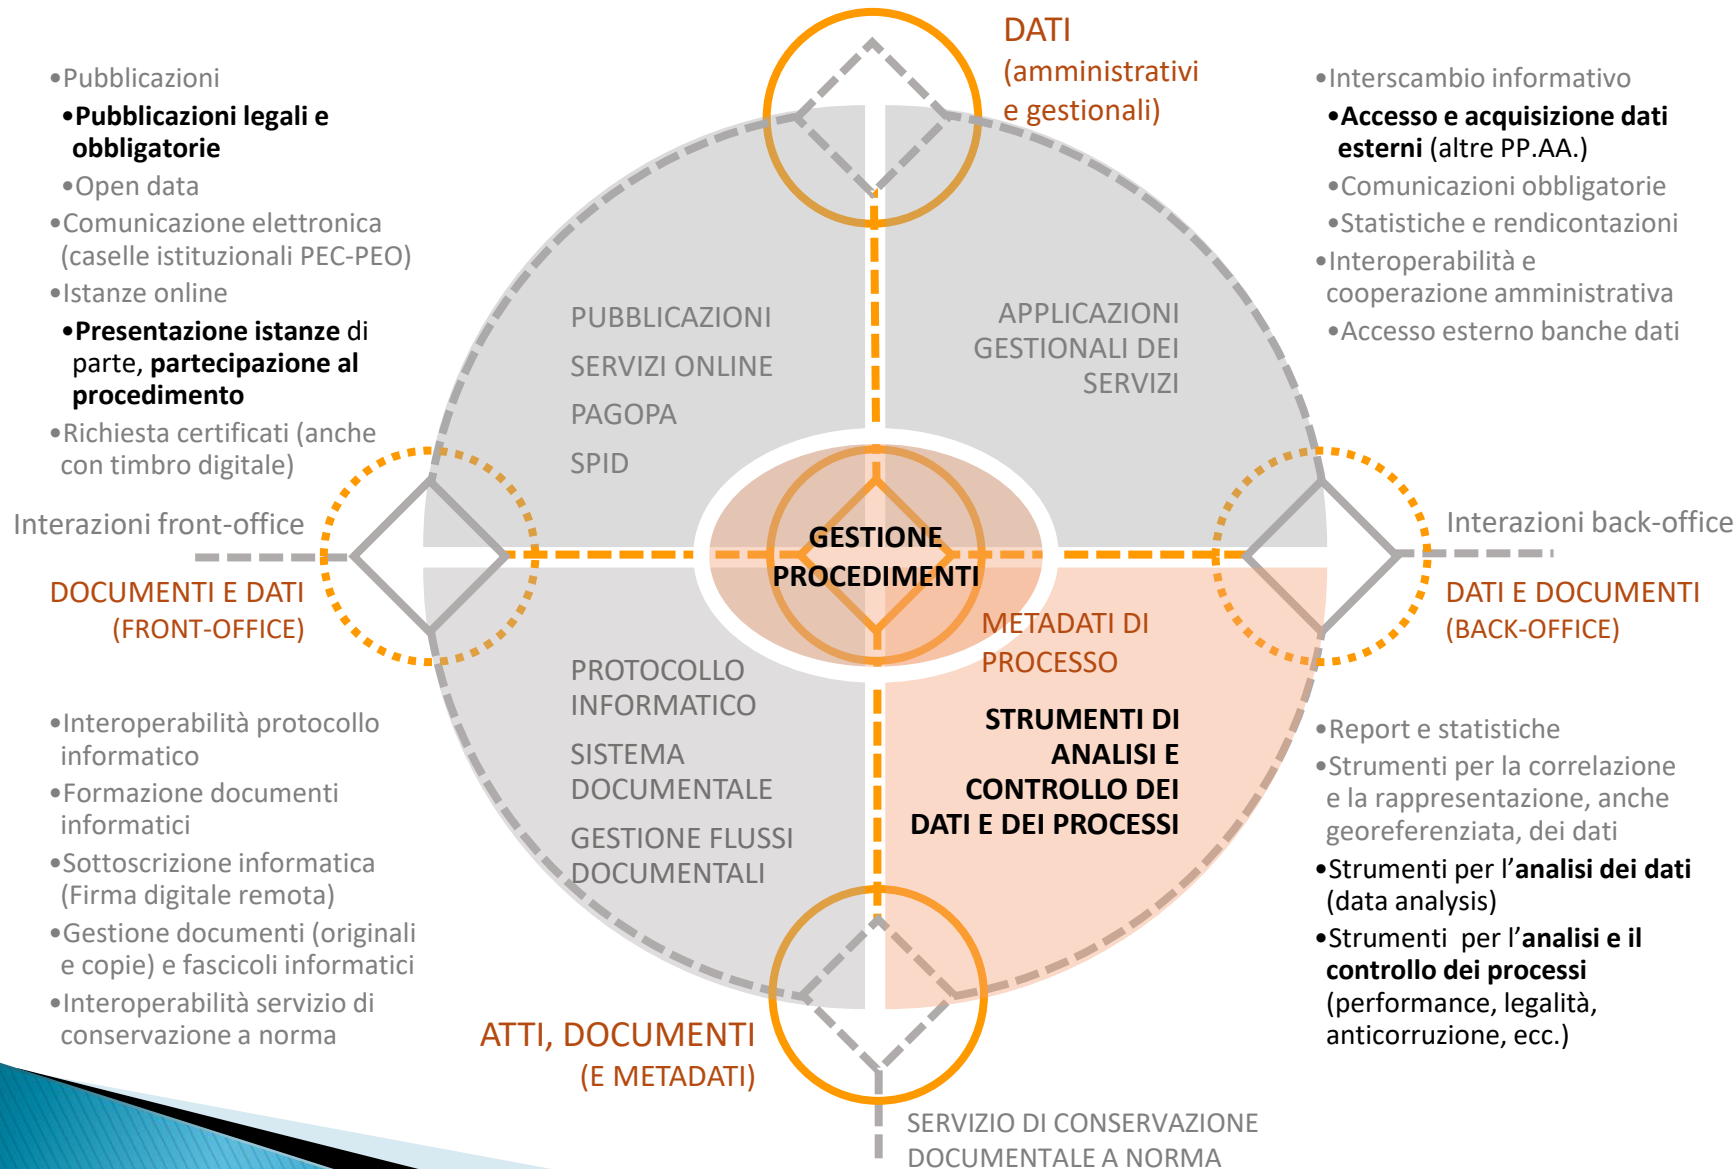 DATI
(amministrativi
e gestionali)
•Pubblicazioni
•Pubblicazioni legali e
obbligatorie
•Open data
•Comunicazione elettronica
(caselle istituzionali PEC-PEO)
•Istanze online
•Presentazione istanze di
parte, partecipazione al
procedimento
•Richiesta certificati (anche
con timbro digitale)
•Interscambio informativo
•Accesso e acquisizione dati
esterni (altre PP.AA.)
•Comunicazioni obbligatorie
•Statistiche e rendicontazioni
•Interoperabilità e
cooperazione amministrativa
•Accesso esterno banche dati
PUBBLICAZIONI
SERVIZI ONLINE
PAGOPA
SPID
APPLICAZIONI
GESTIONALI DEI
SERVIZI
Interazioni front-office
DOCUMENTI E DATI
(FRONT-OFFICE)
GESTIONE
PROCEDIMENTI
Interazioni back-office
DATI E DOCUMENTI
(BACK-OFFICE)
METADATI DI
PROCESSO
PROTOCOLLO
INFORMATICO
SISTEMA
DOCUMENTALE
GESTIONE FLUSSI
DOCUMENTALI
STRUMENTI DI
ANALISI E
CONTROLLO DEI
DATI E DEI PROCESSI
•Interoperabilità protocollo
informatico
•Formazione documenti
informatici
•Sottoscrizione informatica
(Firma digitale remota)
•Gestione documenti (originali
e copie) e fascicoli informatici
•Interoperabilità servizio di
conservazione a norma
•Report e statistiche
•Strumenti per la correlazione
e la rappresentazione, anche
georeferenziata, dei dati
•Strumenti per l’analisi dei dati
(data analysis)
•Strumenti per l’analisi e il
controllo dei processi
(performance, legalità,
anticorruzione, ecc.)
ATTI, DOCUMENTI
(E METADATI)
SERVIZIO DI CONSERVAZIONE
DOCUMENTALE A NORMA